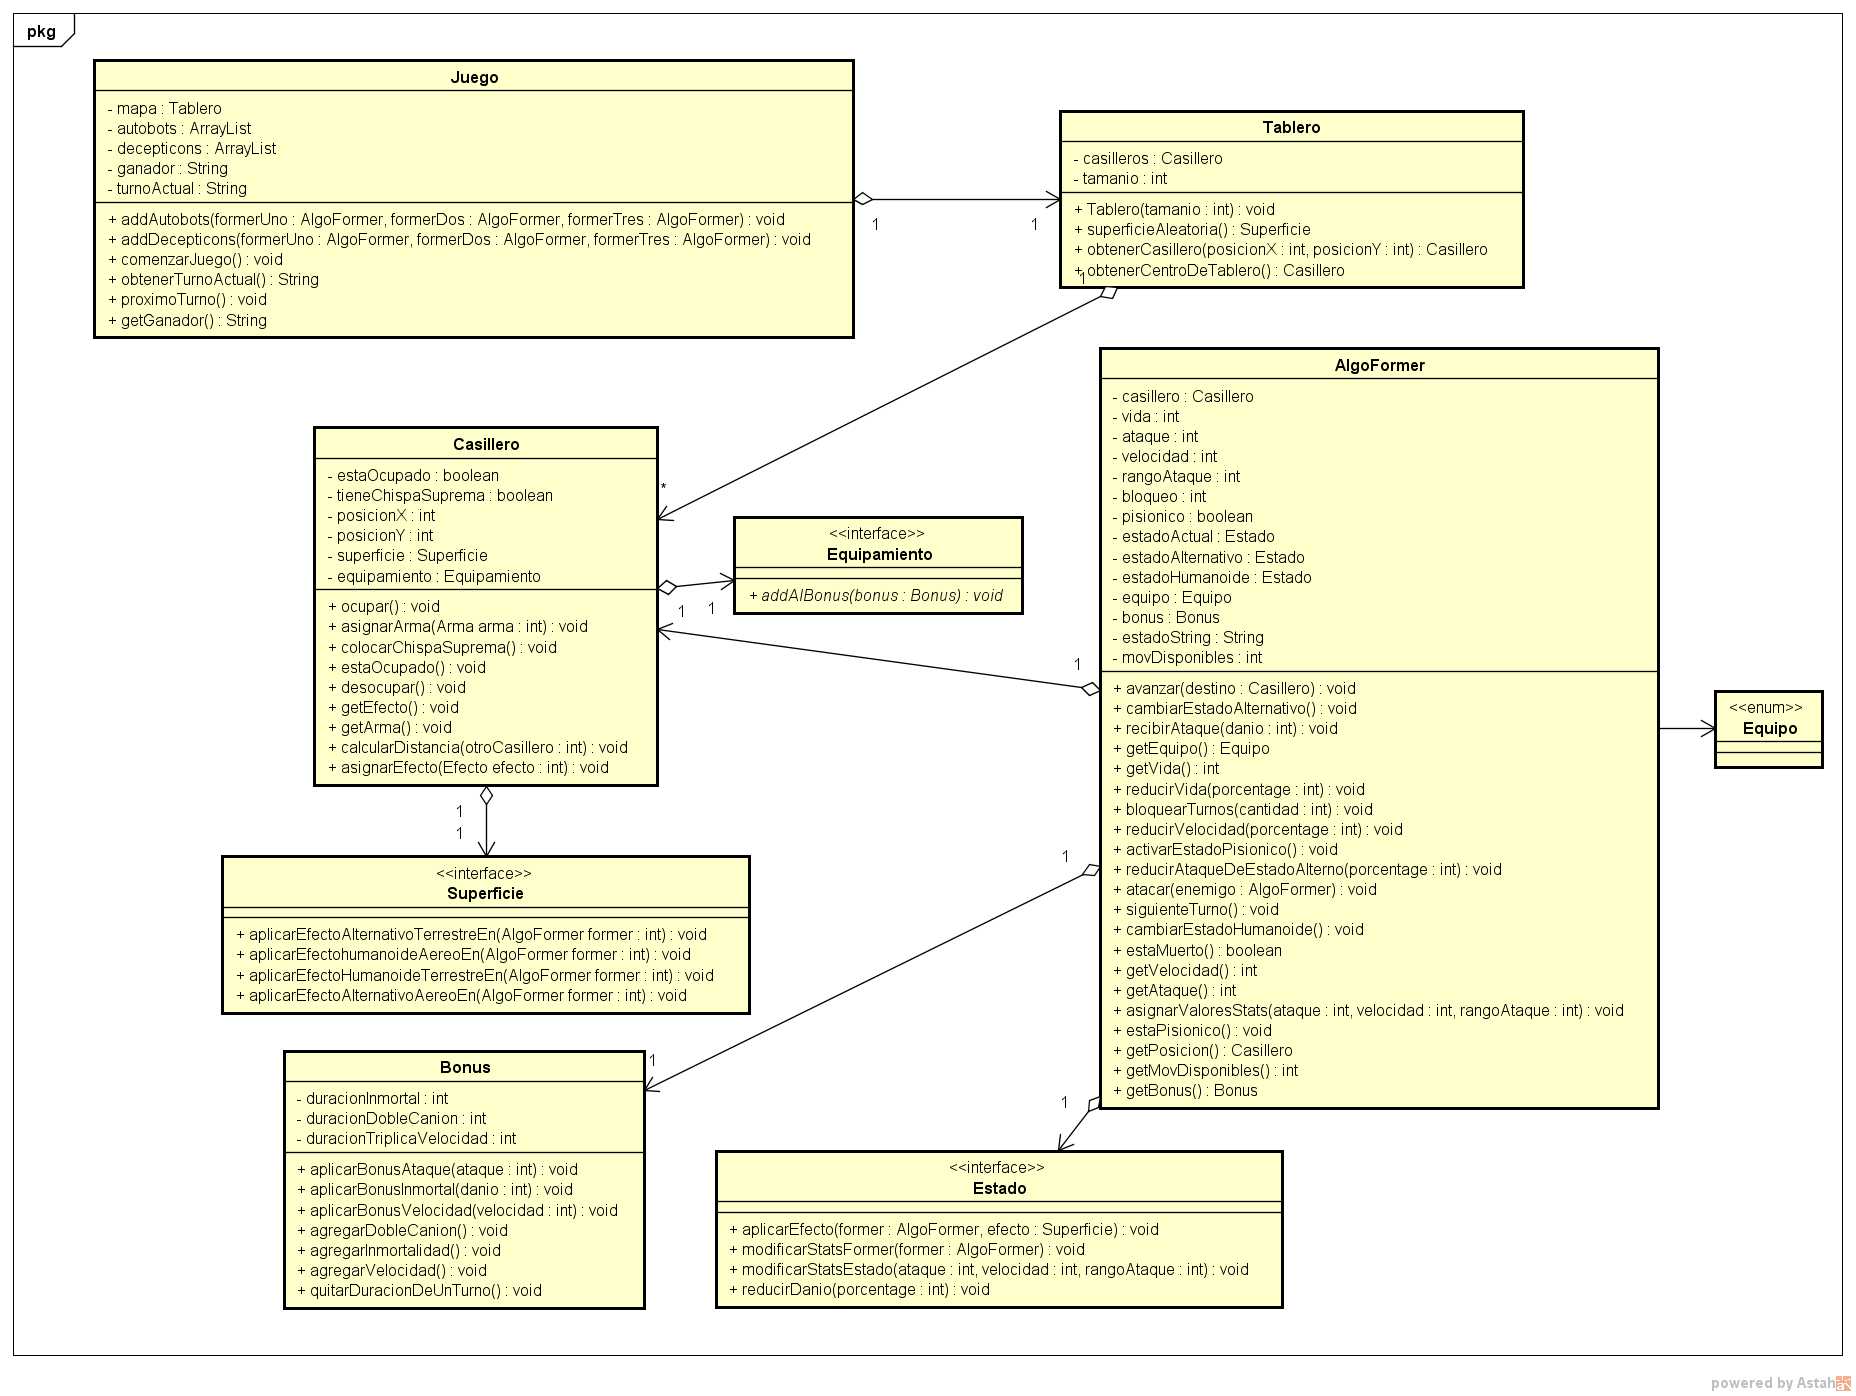 pkg
Juego
- mapa : Tablero
- autobots : ArrayList
- decepticons : ArrayList
- ganador : String
- turnoActual : String
+ addAutobots(formerUno : AlgoFormer, formerDos : AlgoFormer, formerTres : AlgoFormer) : void
+ addDecepticons(formerUno : AlgoFormer, formerDos : AlgoFormer, formerTres : AlgoFormer) : void
+ comenzarJuego() : void
+ obtenerTurnoActual() : String
+ proximoTurno() : void
+ getGanador() : String
1
1
Tablero
- casilleros : Casillero
- tamanio : int
+ Tablero(tamanio : int) : void
+ superficieAleatoria() : Superficie
+ obtenerCasillero(posicionX : int, posicionY : int) : Casillero
+ obtenerCentroDeTablero() : Casillero
1
*
Casillero
- estaOcupado : boolean
- tieneChispaSuprema : boolean
- posicionX : int
- posicionY : int
- superficie : Superficie
- equipamiento : Equipamiento
+ ocupar() : void
+ asignarArma(Arma arma : int) : void
+ colocarChispaSuprema() : void
+ estaOcupado() : void
+ desocupar() : void
+ getEfecto() : void
+ getArma() : void
+ calcularDistancia(otroCasillero : int) : void
+ asignarEfecto(Efecto efecto : int) : void
1
1
<<interface>>
Equipamiento
+ addAlBonus(bonus : Bonus) : void
1
AlgoFormer
- casillero : Casillero
- vida : int
- ataque : int
- velocidad : int
- rangoAtaque : int
- bloqueo : int
- pisionico : boolean
- estadoActual : Estado
- estadoAlternativo : Estado
- estadoHumanoide : Estado
- equipo : Equipo
- bonus : Bonus
- estadoString : String
- movDisponibles : int
+ avanzar(destino : Casillero) : void
+ cambiarEstadoAlternativo() : void
+ recibirAtaque(danio : int) : void
+ getEquipo() : Equipo
+ getVida() : int
+ reducirVida(porcentage : int) : void
+ bloquearTurnos(cantidad : int) : void
+ reducirVelocidad(porcentage : int) : void
+ activarEstadoPisionico() : void
+ reducirAtaqueDeEstadoAlterno(porcentage : int) : void
+ atacar(enemigo : AlgoFormer) : void
+ siguienteTurno() : void
+ cambiarEstadoHumanoide() : void
+ estaMuerto() : boolean
+ getVelocidad() : int
+ getAtaque() : int
+ asignarValoresStats(ataque : int, velocidad : int, rangoAtaque : int) : void
+ estaPisionico() : void
+ getPosicion() : Casillero
+ getMovDisponibles() : int
+ getBonus() : Bonus
<<enum>>
Equipo
1
1
<<interface>>
Superficie
+ aplicarEfectoAlternativoTerrestreEn(AlgoFormer former : int) : void
+ aplicarEfectohumanoideAereoEn(AlgoFormer former : int) : void
+ aplicarEfectoHumanoideTerrestreEn(AlgoFormer former : int) : void
+ aplicarEfectoAlternativoAereoEn(AlgoFormer former : int) : void
1
1
Bonus
- duracionInmortal : int
- duracionDobleCanion : int
- duracionTriplicaVelocidad : int
+ aplicarBonusAtaque(ataque : int) : void
+ aplicarBonusInmortal(danio : int) : void
+ aplicarBonusVelocidad(velocidad : int) : void
+ agregarDobleCanion() : void
+ agregarInmortalidad() : void
+ agregarVelocidad() : void
+ quitarDuracionDeUnTurno() : void
1
<<interface>>
Estado
+ aplicarEfecto(former : AlgoFormer, efecto : Superficie) : void
+ modificarStatsFormer(former : AlgoFormer) : void
+ modificarStatsEstado(ataque : int, velocidad : int, rangoAtaque : int) : void
+ reducirDanio(porcentage : int) : void
powered by Astah